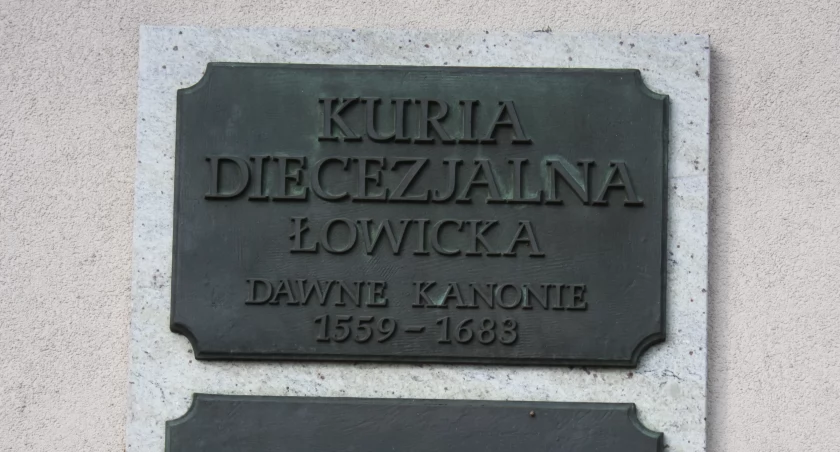 KURIA
DIECEZJALNA
ŁOWICKA
DAWNE KANONIE
1559 – 1683